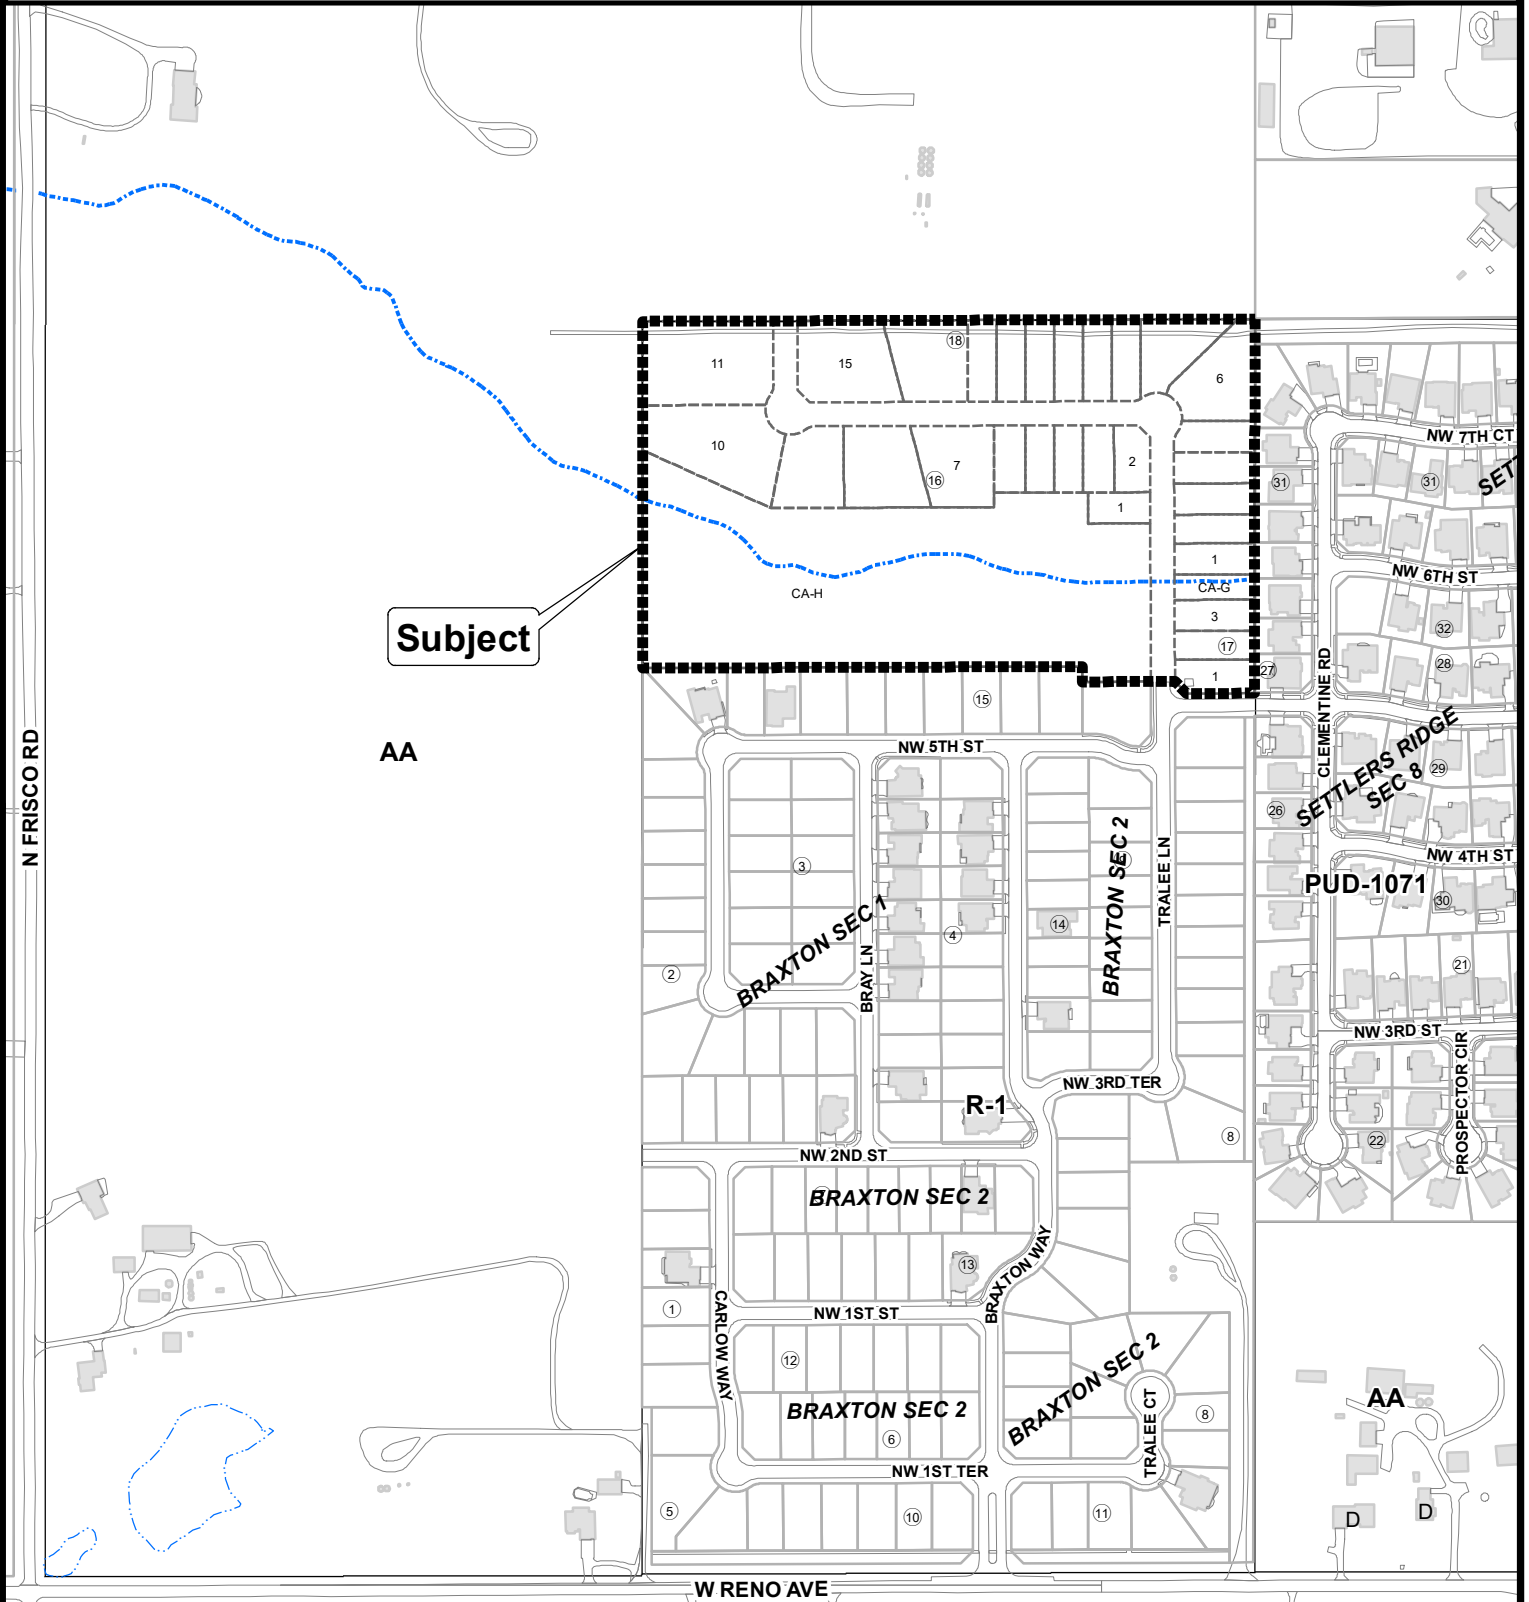 18
11
15
6
10
7
2
16
1
1
CA-H
CA-G
3
17
1
Subject
NW 7TH CT
31
31
SETT
NW 6TH ST
32
28
27
CLEMENTINE RD
SETTLERS RIDGE
SEC 8
29
26
NW 4TH ST
PUD-1071
30
21
NW 3RD ST
PROSPECTOR CIR
22
15
NW 5TH ST
AA
N FRISCO RD
3
BRAXTON SEC 1
BRAY LN
4
14
BRAXTON SEC 2
TRALEE LN
2
NW 3RD TER
R-1
8
NW 2ND ST
BRAXTON SEC 2
13
BRAXTON WAY
1
CARLOW WAY
NW 1ST ST
12
BRAXTON SEC 2
6
BRAXTON SEC 2
TRALEE CT
8
AA
NW 1ST TER
5
10
11
D
D
W RENO AVE